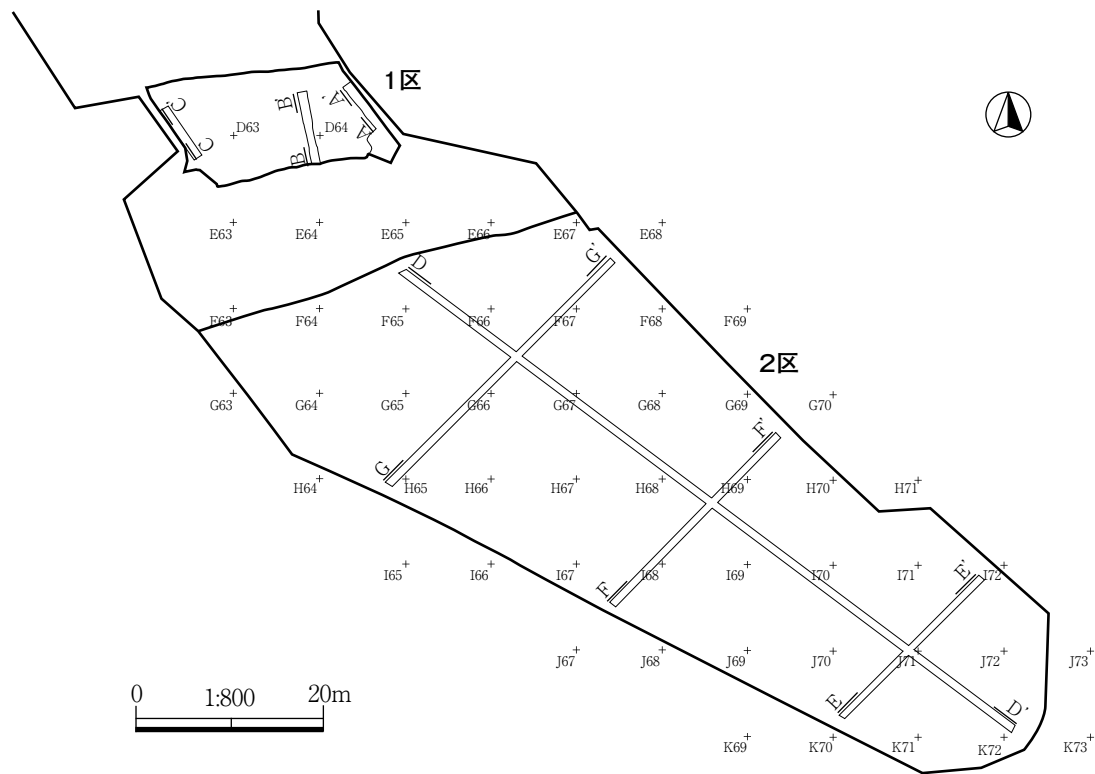 1区
C' B' A'
D63 D64
C B A
E63 E64 E65 E66 E67 E68
D G'
E63 F64 F65 F66 F67 F68 F69
2区
G63 G64 G65 G66 G67 G68 G69 G70
F'
G
H64 H65 H66 H67 H68 H69 H70 H71
I65 I66 I67 I68 I69 I70 I71 I72
F E'
J67 J68 J69 J70 J71 J72 J73
E D'
0 1:800 20m
K69 K70 K71 K72 K73